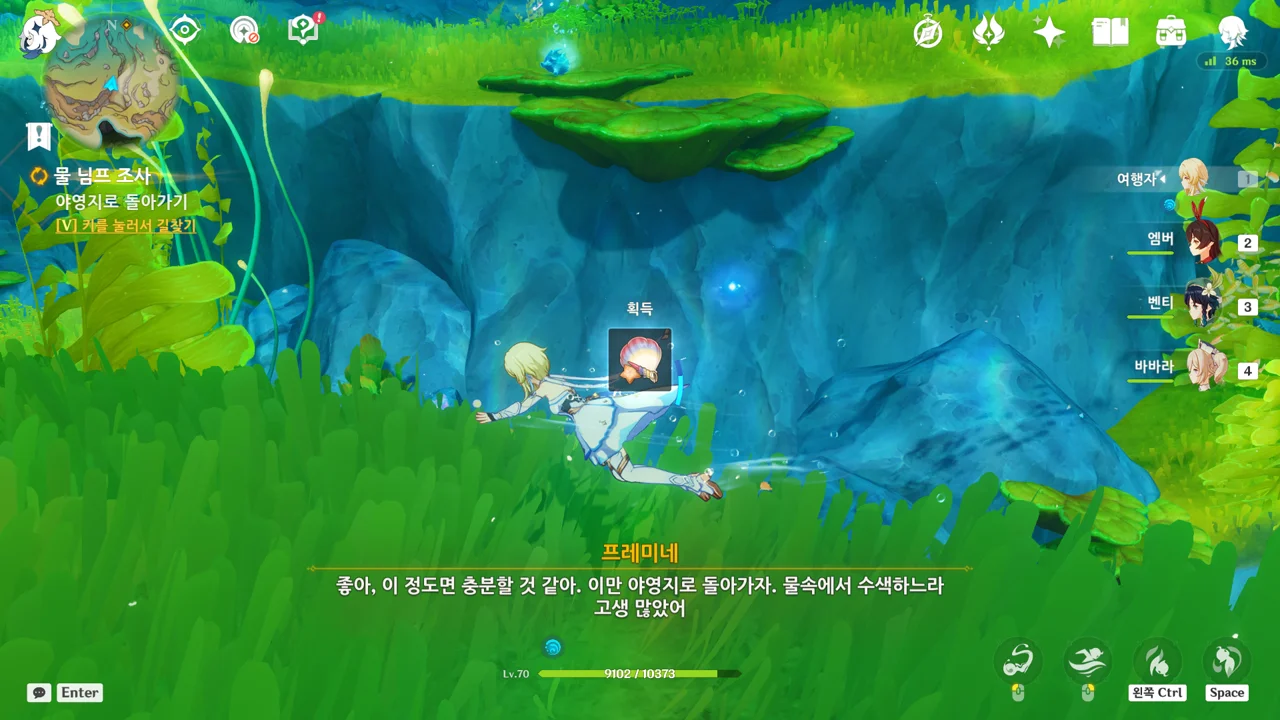 N
36 ms
물 님프 조사
야영지로 돌아가기
[V] 키를 눌러서 길찾기
여행자
1
엠버
2
벤티
3
바바라
4
획득
프레미네
좋아, 이 정도면 충분할 것 같아. 이만 야영지로 돌아가자. 물속에서 수색하느라
고생 많았어
Lv.70
9102 / 10373
Enter
왼쪽 Ctrl
Space